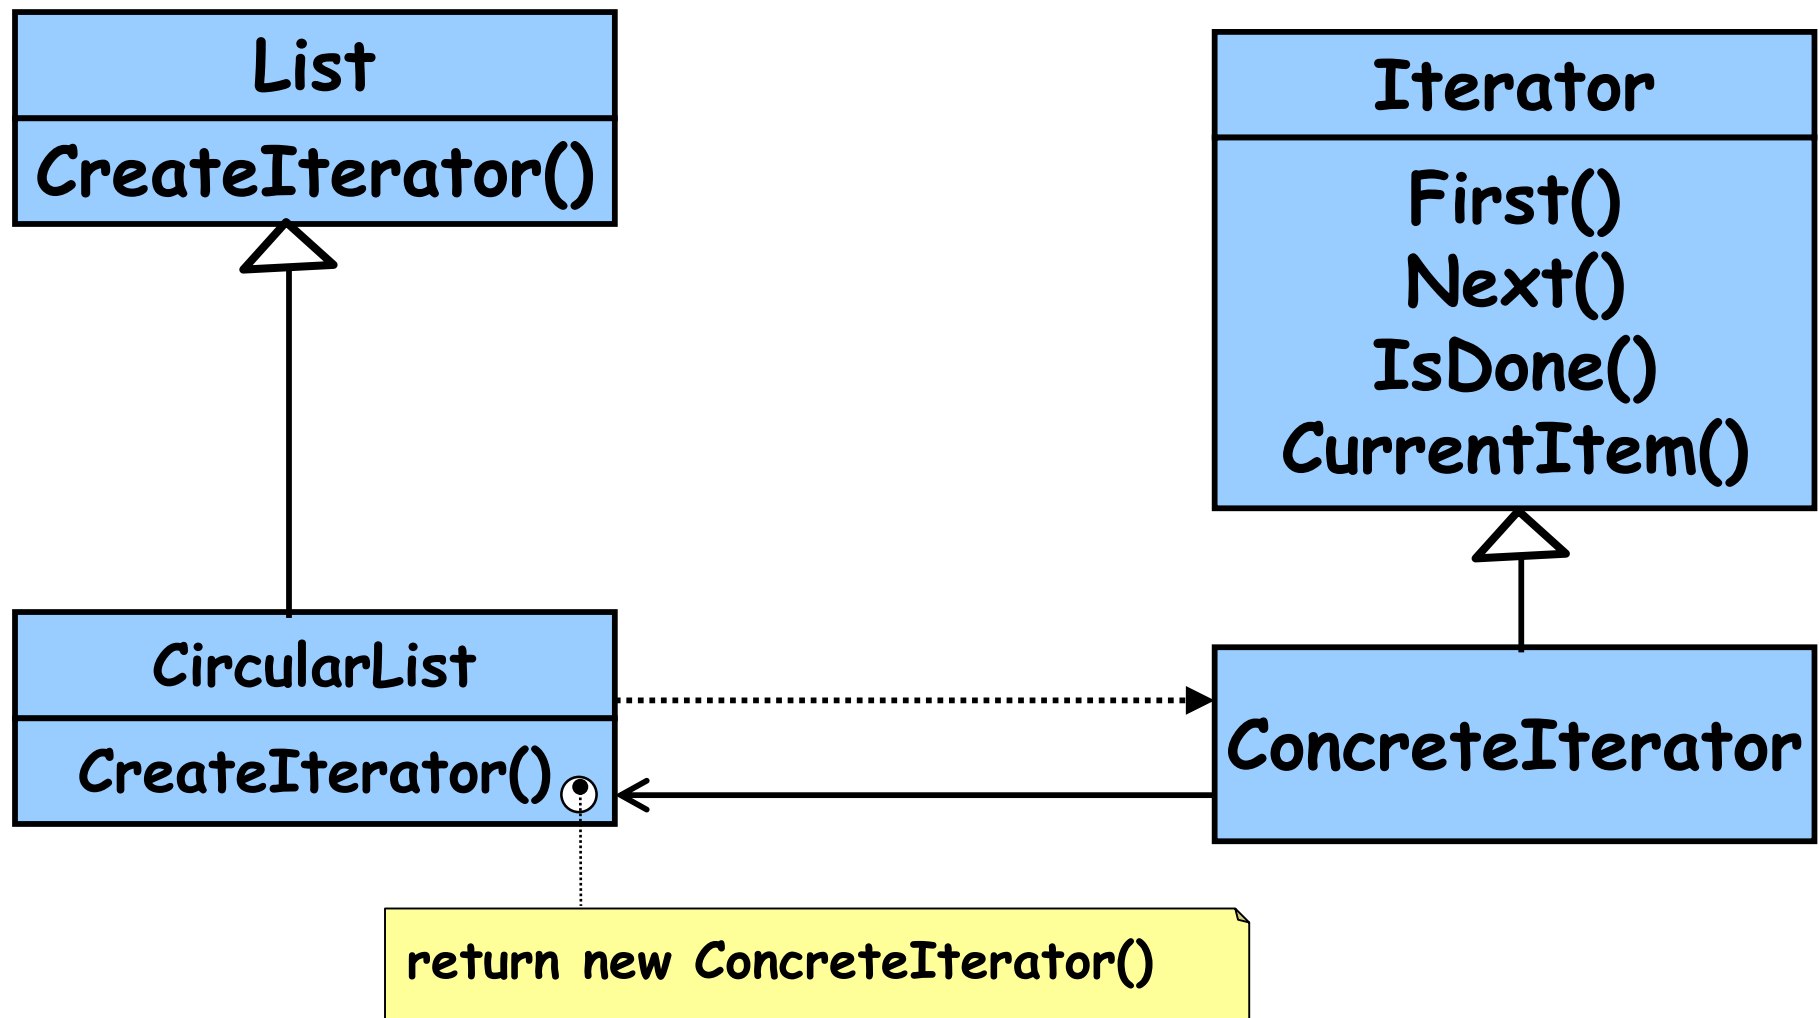 List
CreateIterator()
Iterator
First()
Next()
IsDone()
CurrentItem()
CircularList
CreateIterator()
ConcreteIterator
return new ConcreteIterator()